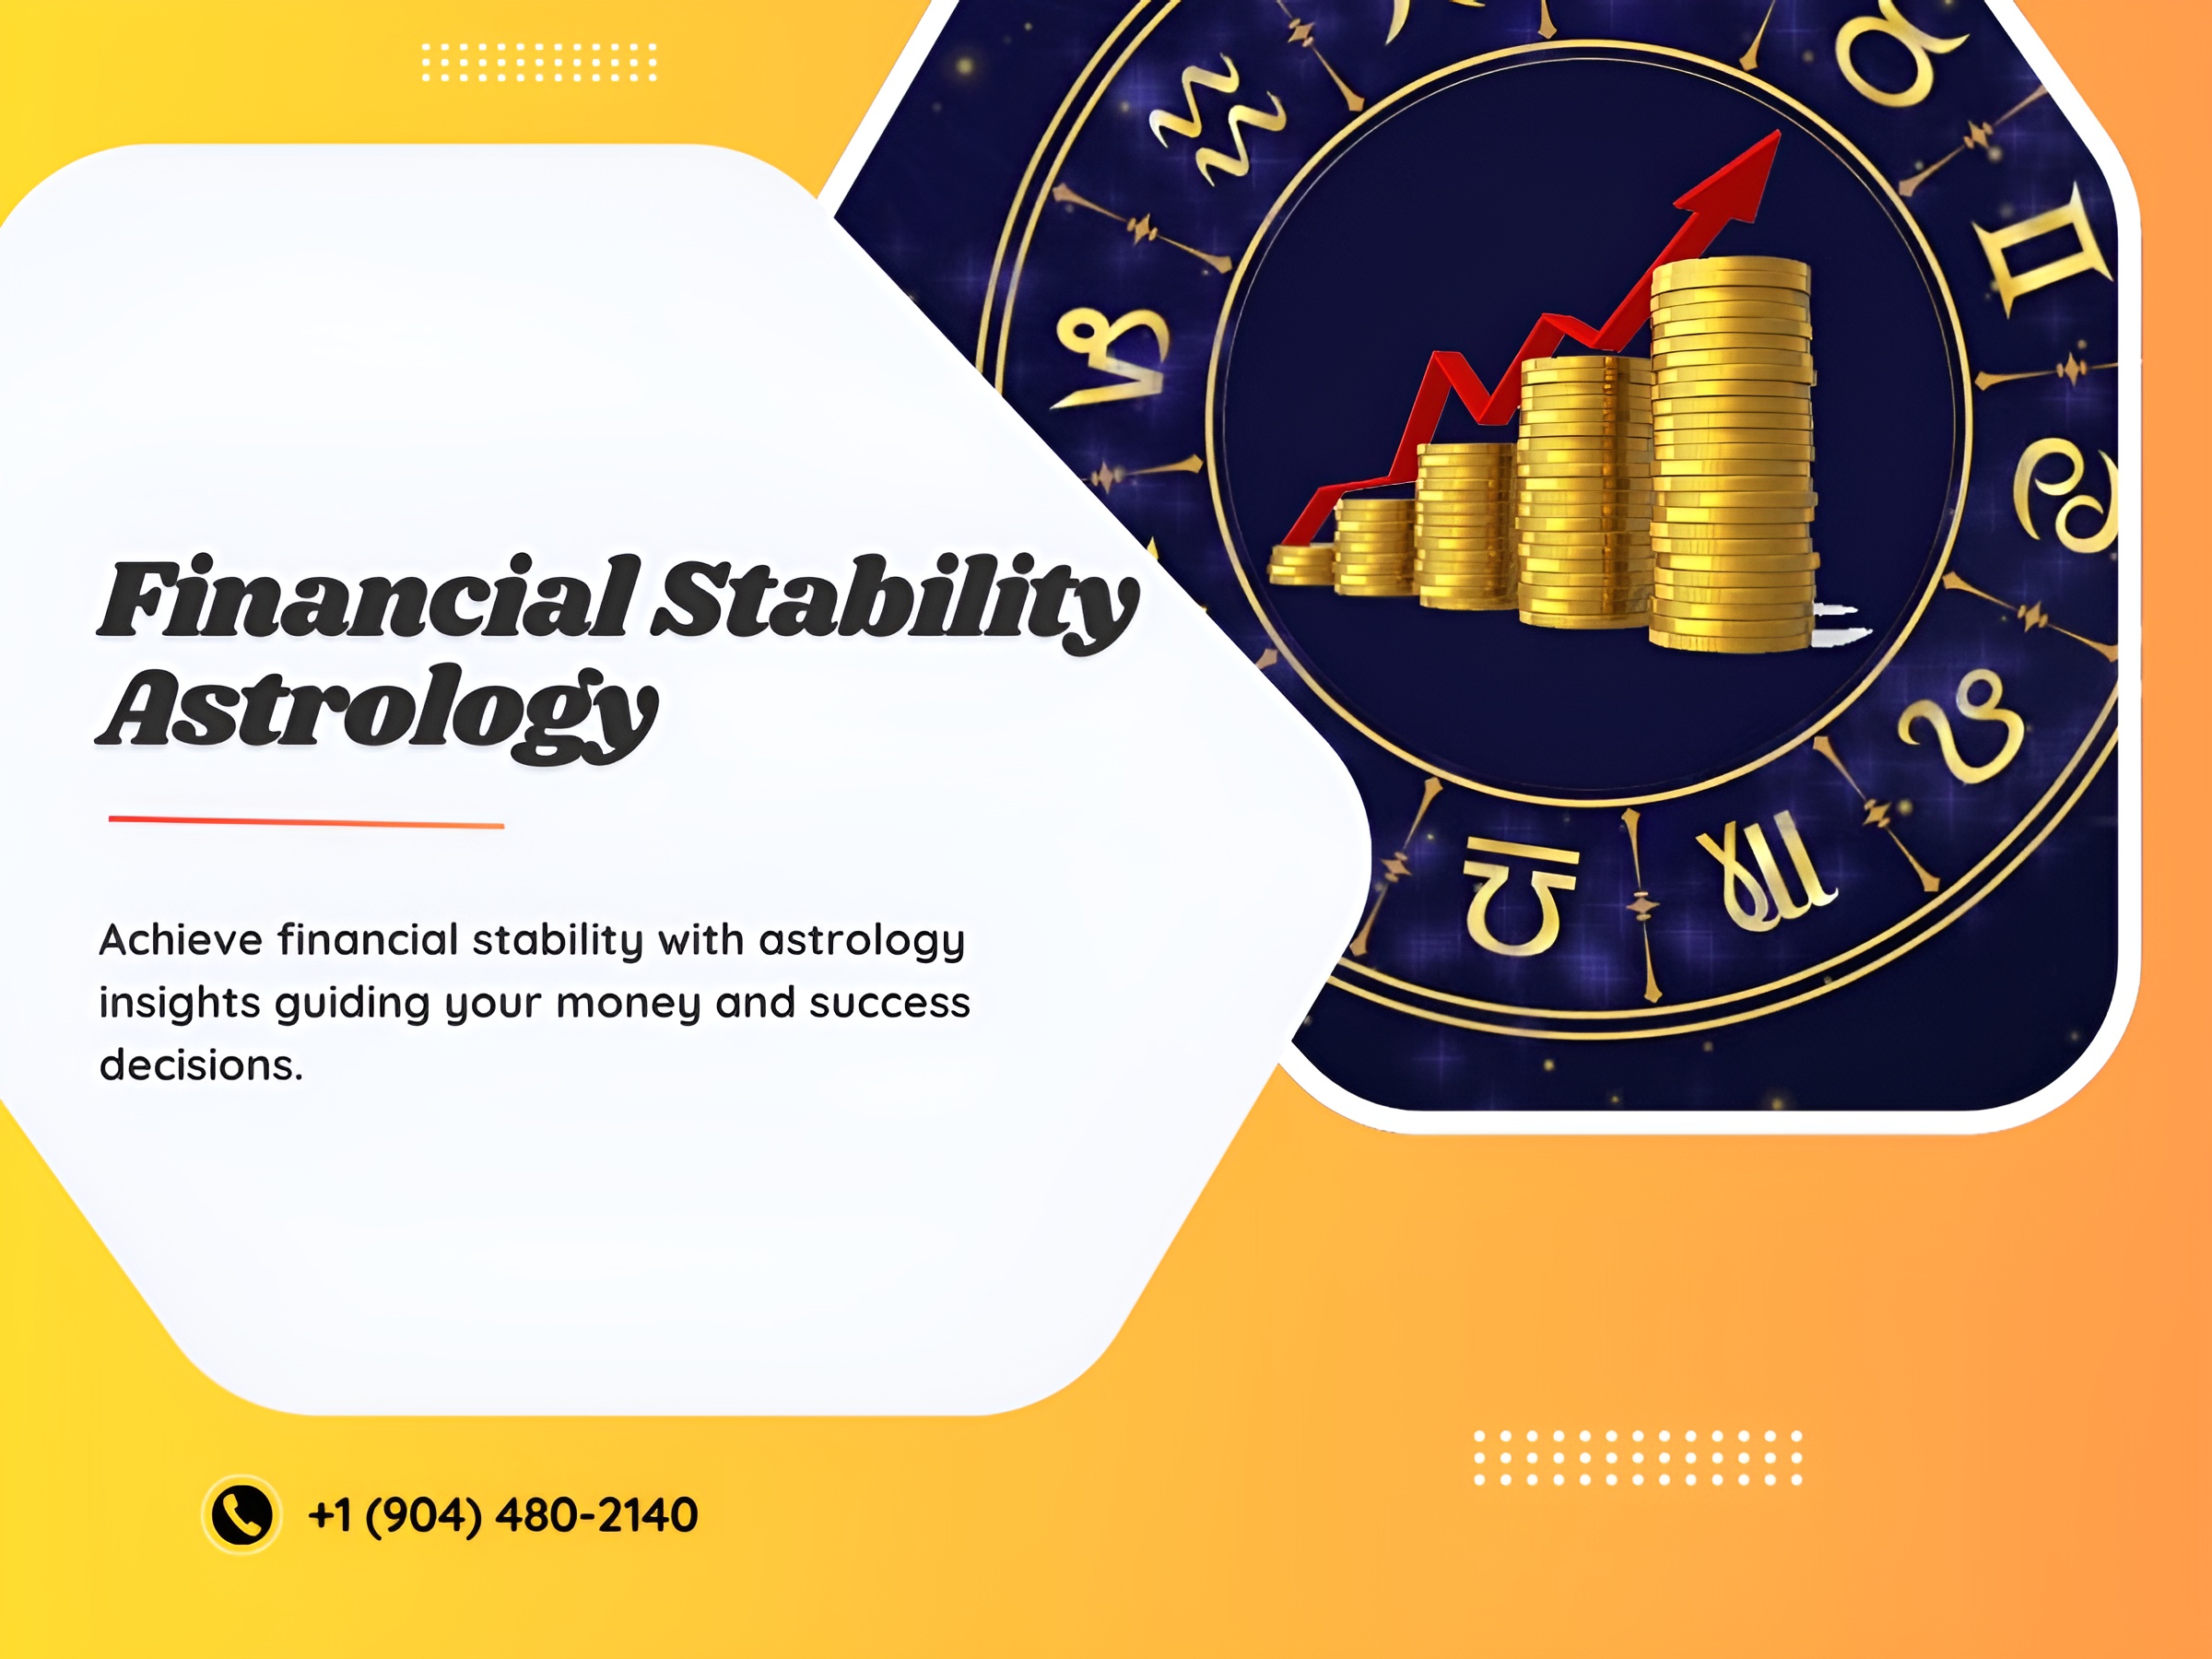 Financial Stability
Astrology
Achieve financial stability with astrology
insights guiding your money and success
decisions.
+1 (904) 480-2140